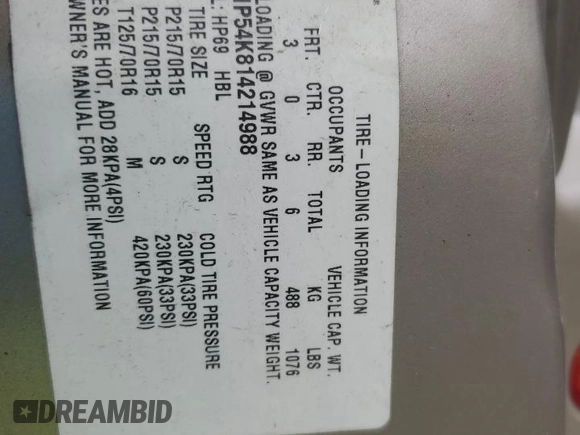 TIRE-LOADING INFORMATION
OCCUPANTS VEHICLE CAP. WT.
FRT. CTR. RR. TOTAL KG LBS
3 0 3 6 488 1076
LOADING @ GVWR SAME AS VEHICLE CAPACITY WEIGHT.
P54K814214988
: HP69 HBL
TIRE SIZE SPEED RTG COLD TIRE PRESSURE
P215/70R15 S 230KPA(33PSI)
P215/70R15 S 230KPA(33PSI)
T125/70R16 M 420KPA(60PSI)
ES ARE HOT, ADD 28KPA(4PSI)
WNER'S MANUAL FOR MORE INFORMATION
DREAMBID